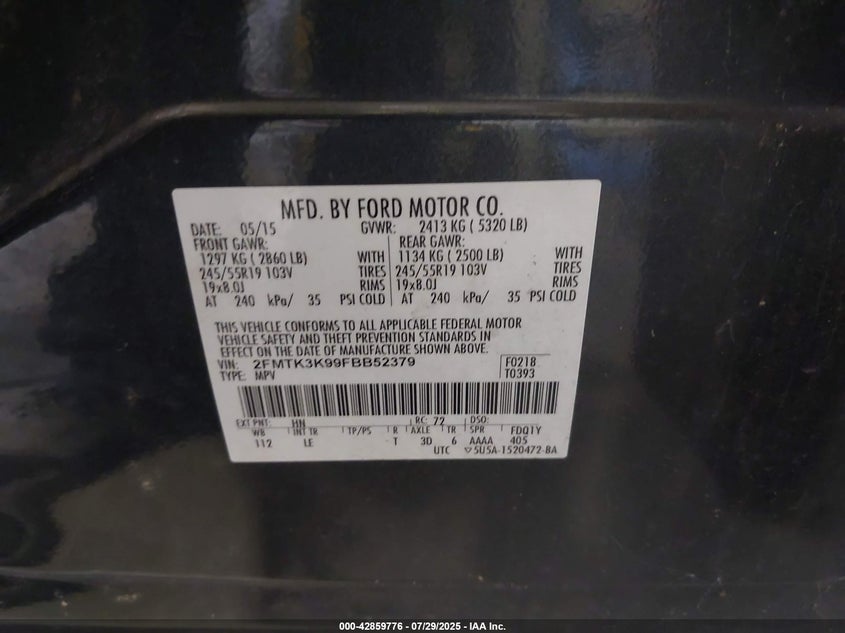 MFD. BY FORD MOTOR CO.
DATE: 05/15 GVWR: 2413 KG ( 5320 LB)
FRONT GAWR: REAR GAWR:
1297 KG ( 2860 LB) WITH 1134 KG ( 2500 LB) WITH
245/55R19 103V TIRES 245/55R19 103V TIRES
19x8.0J RIMS 19x8.0J RIMS
AT 240 kPa/ 35 PSI COLD AT 240 kPa/ 35 PSI COLD
THIS VEHICLE CONFORMS TO ALL APPLICABLE FEDERAL MOTOR
VEHICLE SAFETY AND THEFT PREVENTION STANDARDS IN
EFFECT ON THE DATE OF MANUFACTURE SHOWN ABOVE.
VIN: 2FMTK3K99FBB52379 F0218
TYPE: MPV T0393
EXT PNT: HN RC: 72 DSO:
WB INT TR TP/PS R AXLE TR SPR FDQ1Y
112 LE T 3D 6 AAAA 405
UTC ▽5U5A-1520472-BA
000-42859776 / 07/29/2025 - IAA Inc.